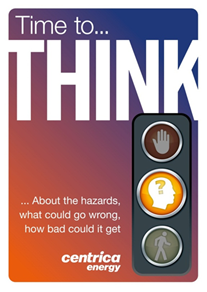 Time to...
THINK
... About the hazards,
what could go wrong,
how bad could it get
centrica
energy